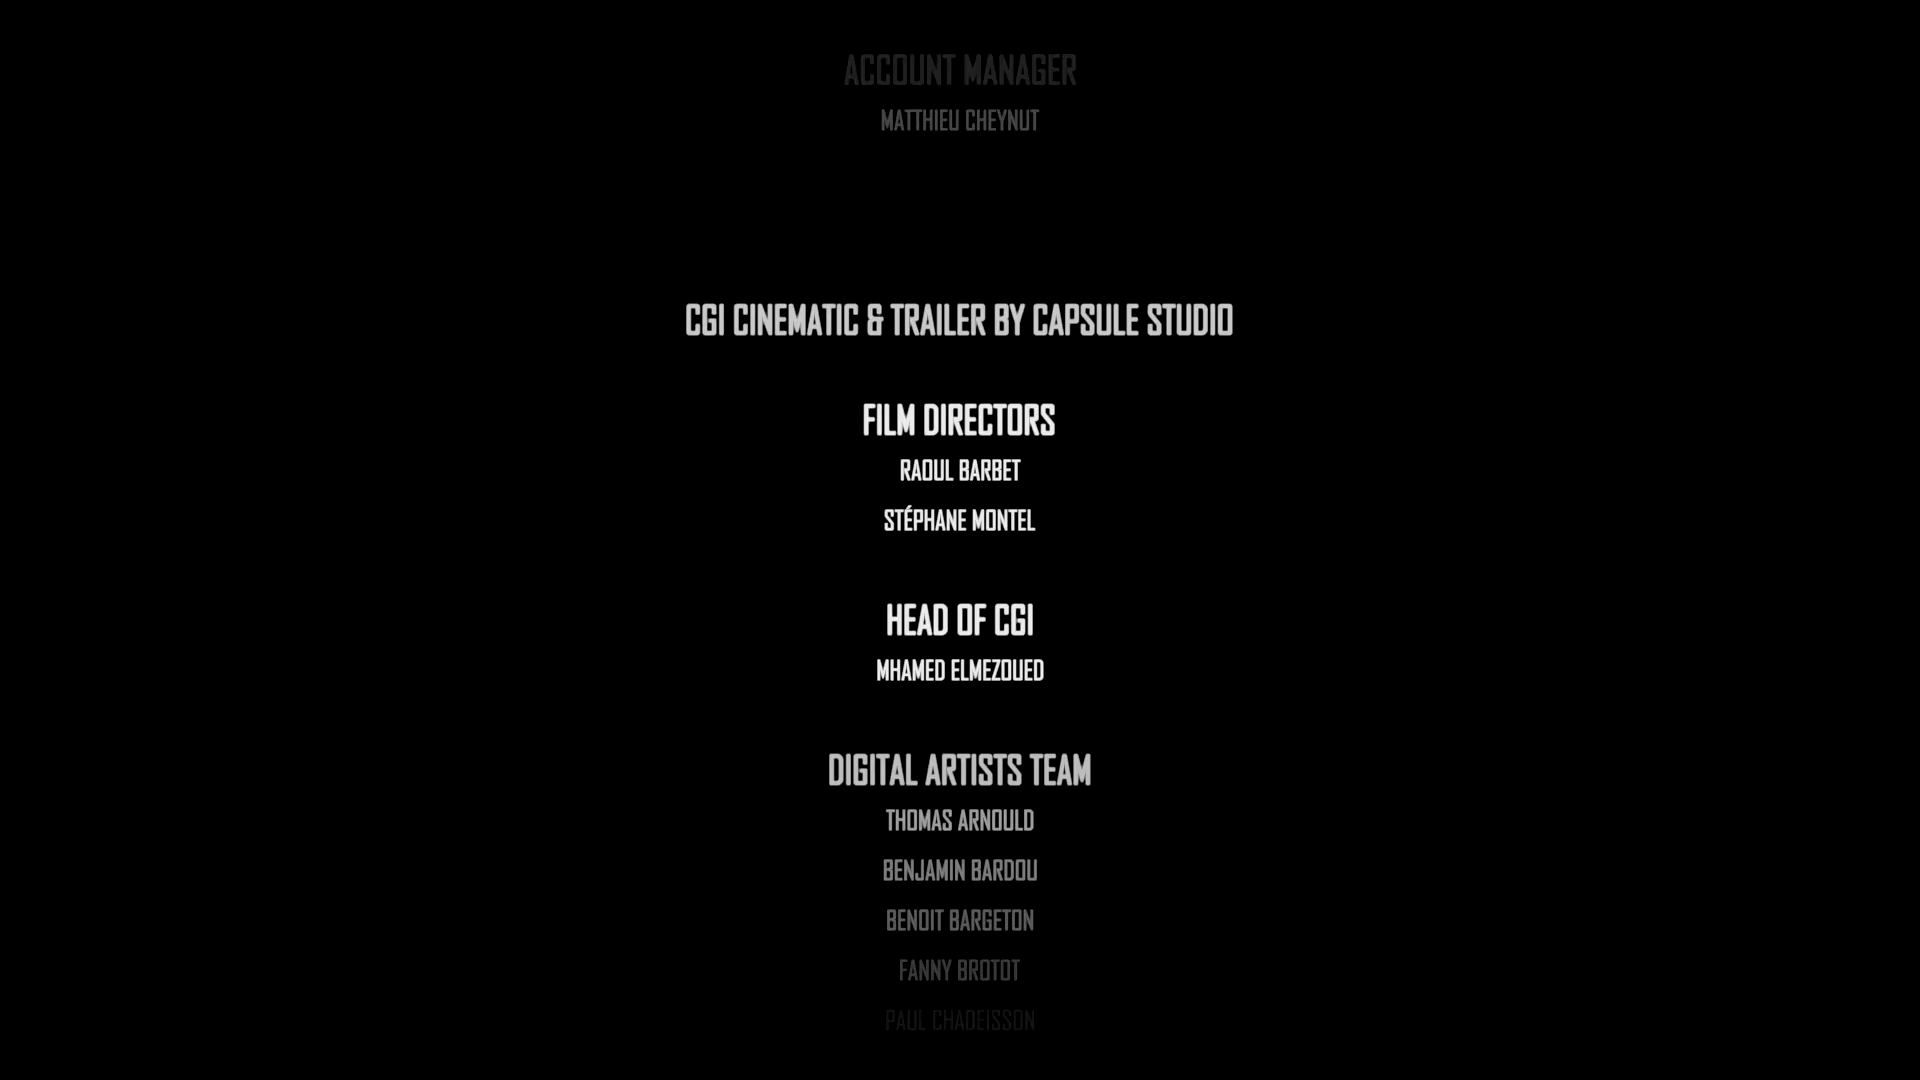 ACCOUNT MANAGER
MATTHIEU CHEYNUT
CGI CINEMATIC & TRAILER BY CAPSULE STUDIO
FILM DIRECTORS
RAOUL BARBET
STÉPHANE MONTEL
HEAD OF CGI
MHAMED ELMEZOUED
DIGITAL ARTISTS TEAM
THOMAS ARNOULD
BENJAMIN BARDOU
BENOIT BARGETON
FANNY BROTOT
PAUL CHADEISSON